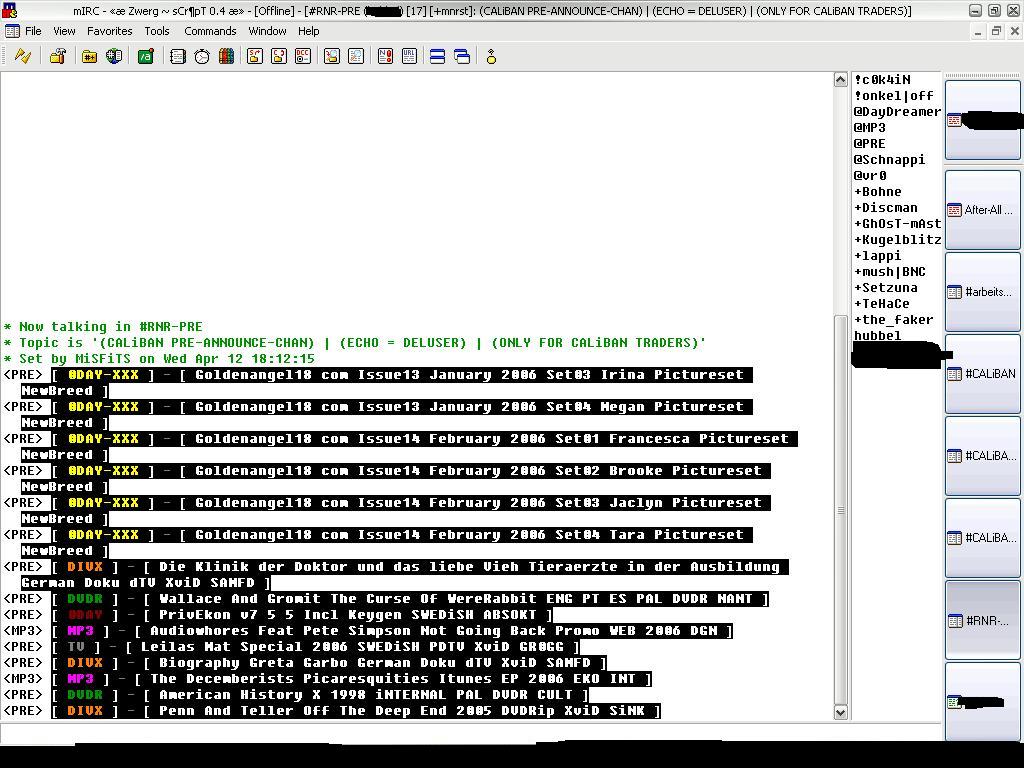 mIRC - «æ Zwerg ~ sCr¦pT 0.4 æ» - [Offline] - [#RNR-PRE ( ) [17] [+mnrst]: (CALiBAN PRE-ANNOUNCE-CHAN) | (ECHO = DELUSER) | (ONLY FOR CALiBAN TRADERS)]
File View Favorites Tools Commands Window Help
* Now talking in #RNR-PRE
* Topic is '(CALiBAN PRE-ANNOUNCE-CHAN) | (ECHO = DELUSER) | (ONLY FOR CALiBAN TRADERS)'
* Set by MiSFiTS on Wed Apr 12 18:12:15
<PRE> [ 0DAY-XXX ] - [ Goldenangel18 com Issue13 January 2006 Set03 Irina Pictureset
NewBreed ]
<PRE> [ 0DAY-XXX ] - [ Goldenangel18 com Issue13 January 2006 Set04 Megan Pictureset
NewBreed ]
<PRE> [ 0DAY-XXX ] - [ Goldenangel18 com Issue14 February 2006 Set01 Francesca Pictureset
NewBreed ]
<PRE> [ 0DAY-XXX ] - [ Goldenangel18 com Issue14 February 2006 Set02 Brooke Pictureset
NewBreed ]
<PRE> [ 0DAY-XXX ] - [ Goldenangel18 com Issue14 February 2006 Set03 Jaclyn Pictureset
NewBreed ]
<PRE> [ 0DAY-XXX ] - [ Goldenangel18 com Issue14 February 2006 Set04 Tara Pictureset
NewBreed ]
<PRE> [ DIVX ] - [ Die Klinik der Doktor und das liebe Vieh Tieraerzte in der Ausbildung
German Doku dTV XviD SAMFD ]
<PRE> [ DVDR ] - [ Wallace And Gromit The Curse Of WereRabbit ENG PT ES PAL DVDR NANT ]
<PRE> [ 0DAY ] - [ PrivEkon v7 5 5 Incl Keygen SWEDiSH ABSOKT ]
<MP3> [ MP3 ] - [ Audiowhores Feat Pete Simpson Not Going Back Promo WEB 2006 DGN ]
<PRE> [ TV ] - [ Leilas Mat Special 2006 SWEDiSH PDTV XviD GR0GG ]
<PRE> [ DIVX ] - [ Biography Greta Garbo German Doku dTV XviD SAMFD ]
<MP3> [ MP3 ] - [ The Decemberists Picaresquities Itunes EP 2006 EKO INT ]
<PRE> [ DVDR ] - [ American History X 1998 iNTERNAL PAL DVDR CULT ]
<PRE> [ DIVX ] - [ Penn And Teller Off The Deep End 2005 DVDRip XviD SiNK ]
!c0k4iN
!onkel|off
@DayDreamer
@MP3
@PRE
@Schnappi
@vr0
+Bohne
+Discman
+GhOsT-mAst
+Kugelblitz
+lappi
+mush|BNC
+Setzuna
+TeHaCe
+the_faker
hubbel
After-All ...
#arbeits...
#CALiBAN
#CALiBA...
#CALiBA...
#RNR-...